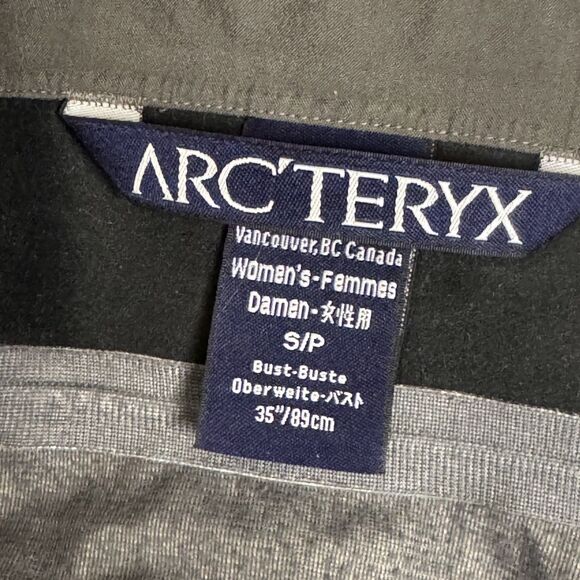 ARC'TERYX
Vancouver, BC Canada
Women's-Femmes
Damen-女性用
S/P
Bust-Buste
Oberweite-バスト
35"/89cm